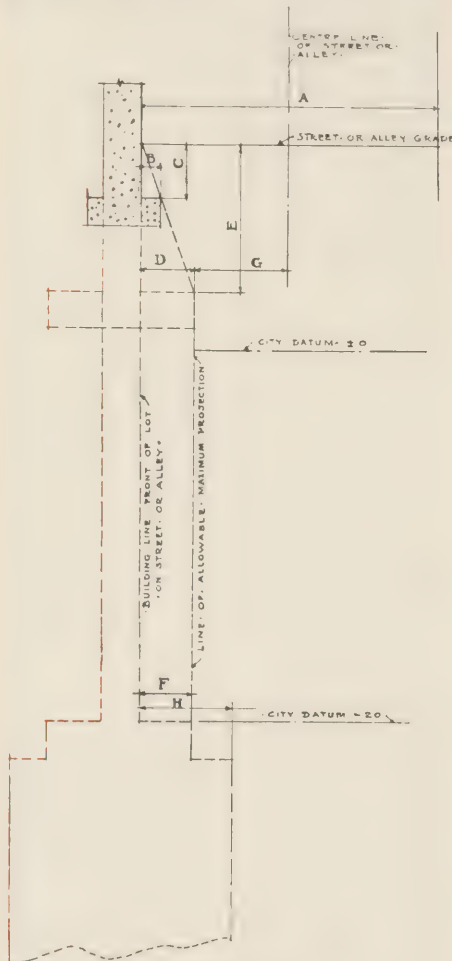 CENTRE LINE
OF STREET OR
ALLEY.
A
STREET OR ALLEY GRADE
B
C
E
D
G
CITY DATUM ± 0
BUILDING LINE FRONT OF LOT
ON STREET OR ALLEY.
LINE OF ALLOWABLE MAXIMUM PROJECTION
F
H
CITY DATUM - 20